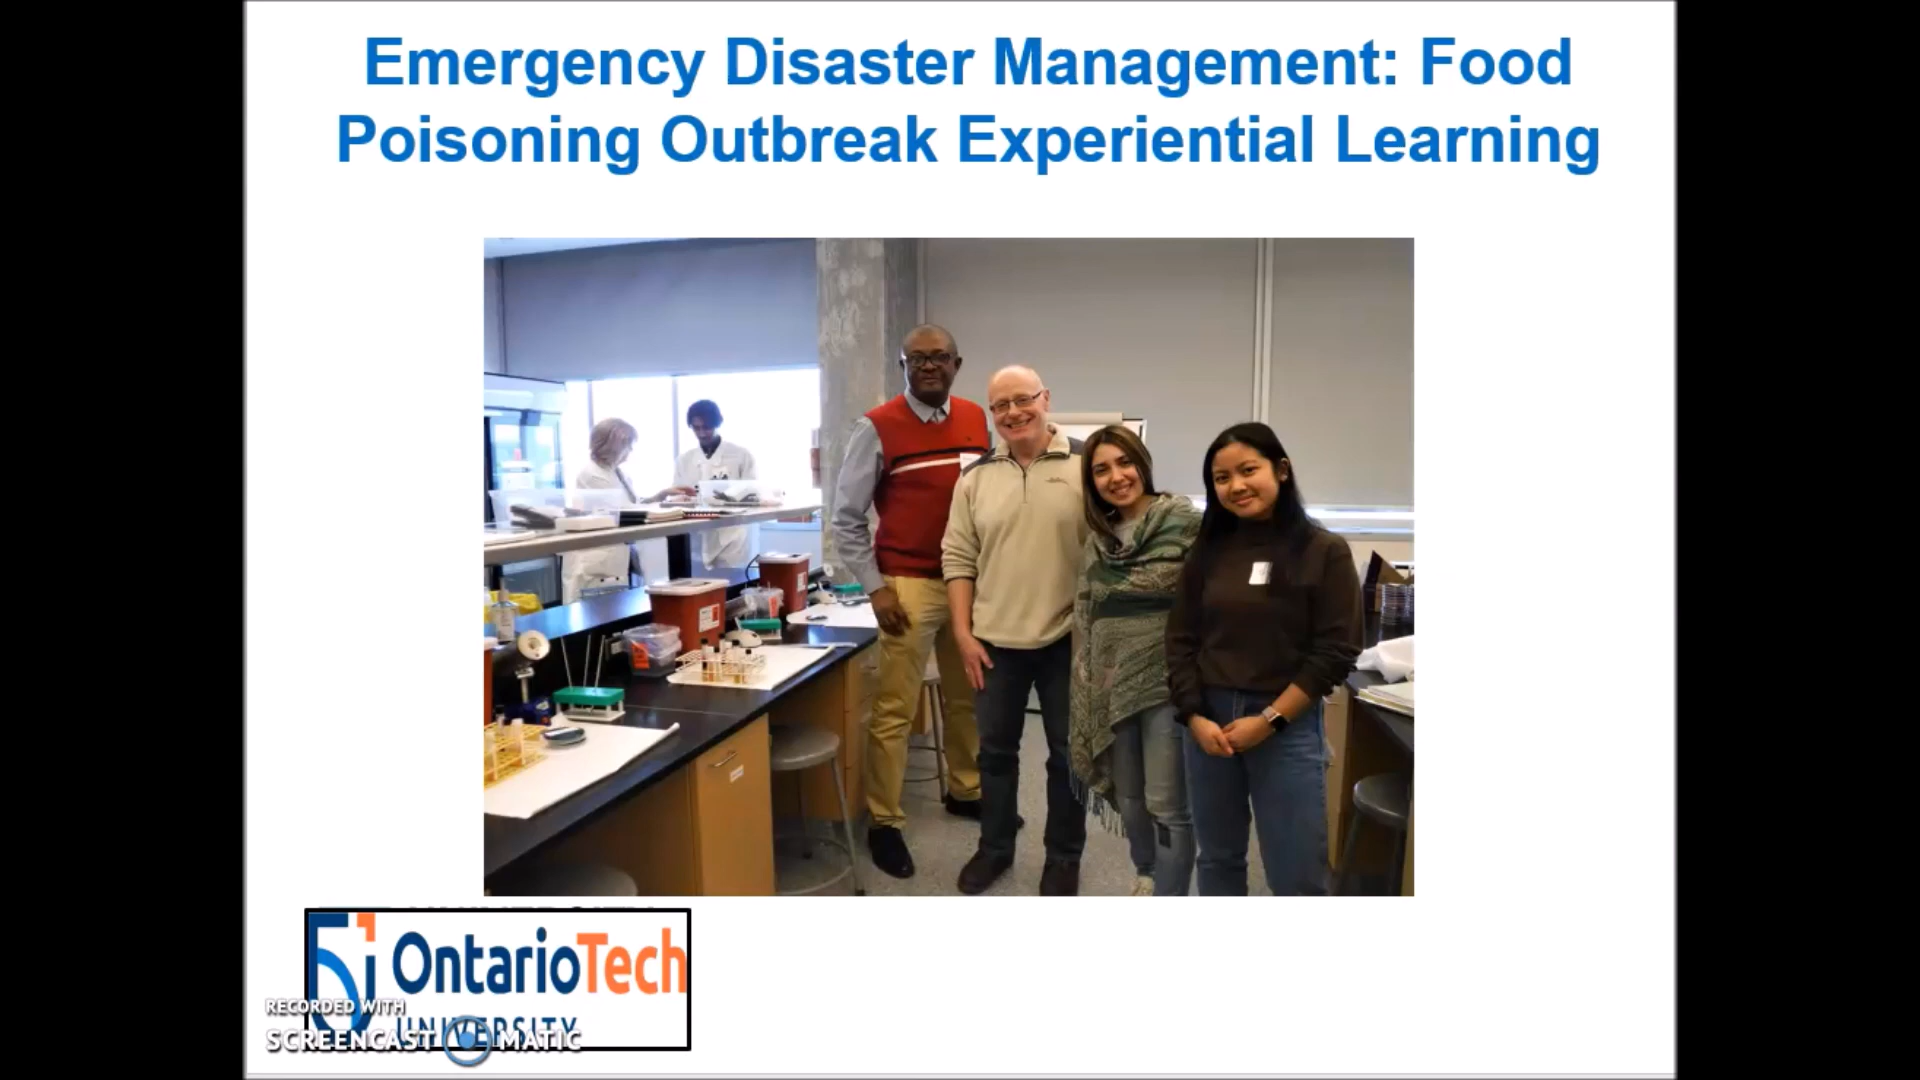 Emergency Disaster Management: Food
Poisoning Outbreak Experiential Learning
OntarioTech
UNIVERSITY
RECORDED WITH
SCREENCAST MATIC